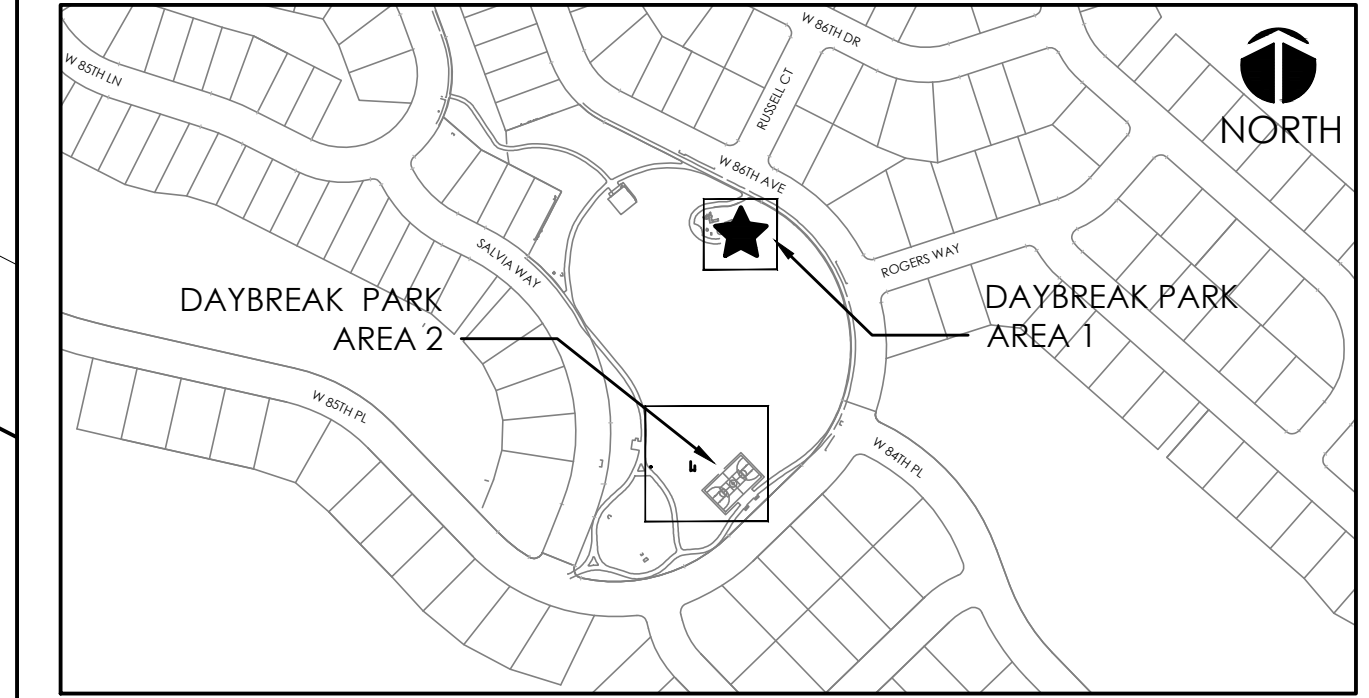 W 86TH DR
W 85TH LN
RUSSELL CT
NORTH
W 86TH AVE
SALVIA WAY
ROGERS WAY
DAYBREAK PARK
AREA 2
DAYBREAK PARK
AREA 1
W 85TH PL
W 84TH PL